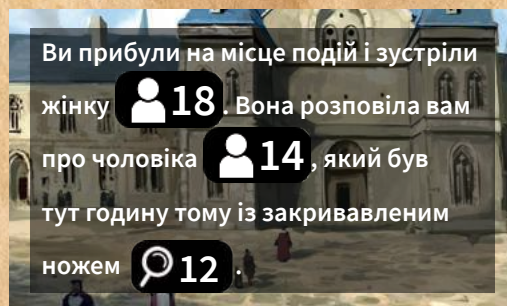 Ви прибули на місце подій і зустріли
жінку 18. Вона розповіла вам
про чоловіка 14, який був
тут годину тому із закривавленим
ножем 12.